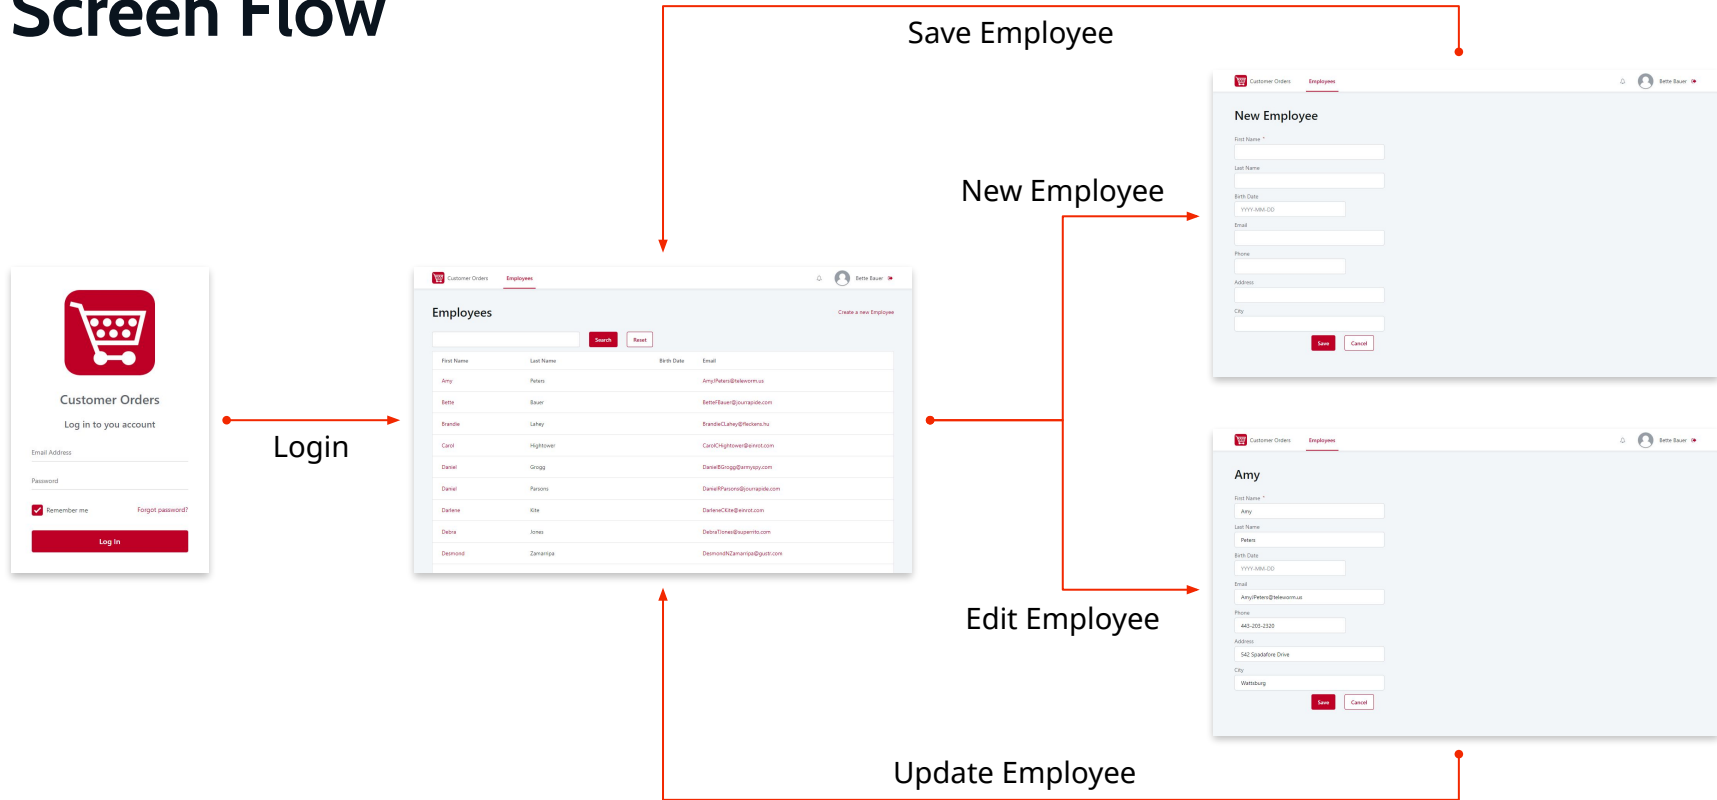 Screen Flow
Save Employee
New Employee
Login
Edit Employee
Update Employee
Customer Orders
Log in to you account
Email Address
Password
Remember me Forgot password?
Log In
Customer Orders Employees Bette Bauer
Employees Create a new Employee
Search Reset
First Name Last Name Birth Date Email
Amy Peters AmyJPeters@teleworm.us
Bette Bauer BetteFBauer@jourrapide.com
Brandie Lahey BrandieCLahey@fleckens.hu
Carol Hightower CarolCHightower@einrot.com
Daniel Grogg DanielBGrogg@armyspy.com
Daniel Parsons DanielRParsons@jourrapide.com
Darlene Kite DarleneCKite@einrot.com
Debra Jones DebraTJones@superrito.com
Desmond Zamarripa DesmondNZamarripa@gustr.com
Customer Orders Employees Bette Bauer
New Employee
First Name *
Last Name
Birth Date
YYYY-MM-DD
Email
Phone
Address
City
Save Cancel
Customer Orders Employees Bette Bauer
Amy
First Name *
Amy
Last Name
Peters
Birth Date
YYYY-MM-DD
Email
AmyJPeters@teleworm.us
Phone
443-203-2320
Address
542 Spadafore Drive
City
Wattsburg
Save Cancel